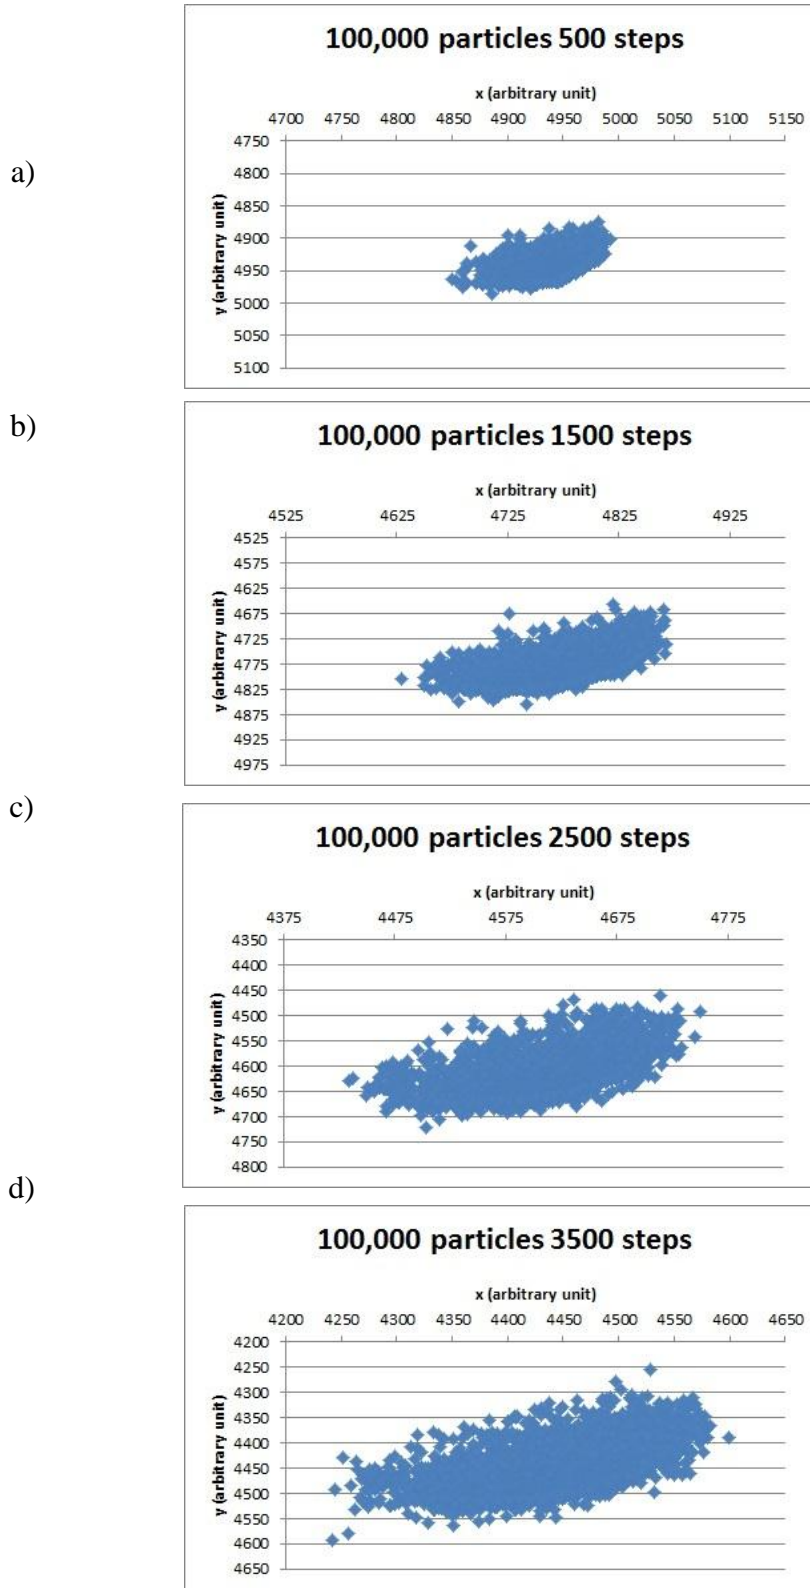 a)
100,000 particles 500 steps
x (arbitrary unit)
4700 4750 4800 4850 4900 4950 5000 5050 5100 5150
y (arbitrary unit)
4750
4800
4850
4900
4950
5000
5050
5100
b)
100,000 particles 1500 steps
x (arbitrary unit)
4525 4625 4725 4825 4925
y (arbitrary unit)
4525
4575
4625
4675
4725
4775
4825
4875
4925
4975
c)
100,000 particles 2500 steps
x (arbitrary unit)
4375 4475 4575 4675 4775
y (arbitrary unit)
4350
4400
4450
4500
4550
4600
4650
4700
4750
4800
d)
100,000 particles 3500 steps
x (arbitrary unit)
4200 4250 4300 4350 4400 4450 4500 4550 4600 4650
y (arbitrary unit)
4200
4250
4300
4350
4400
4450
4500
4550
4600
4650